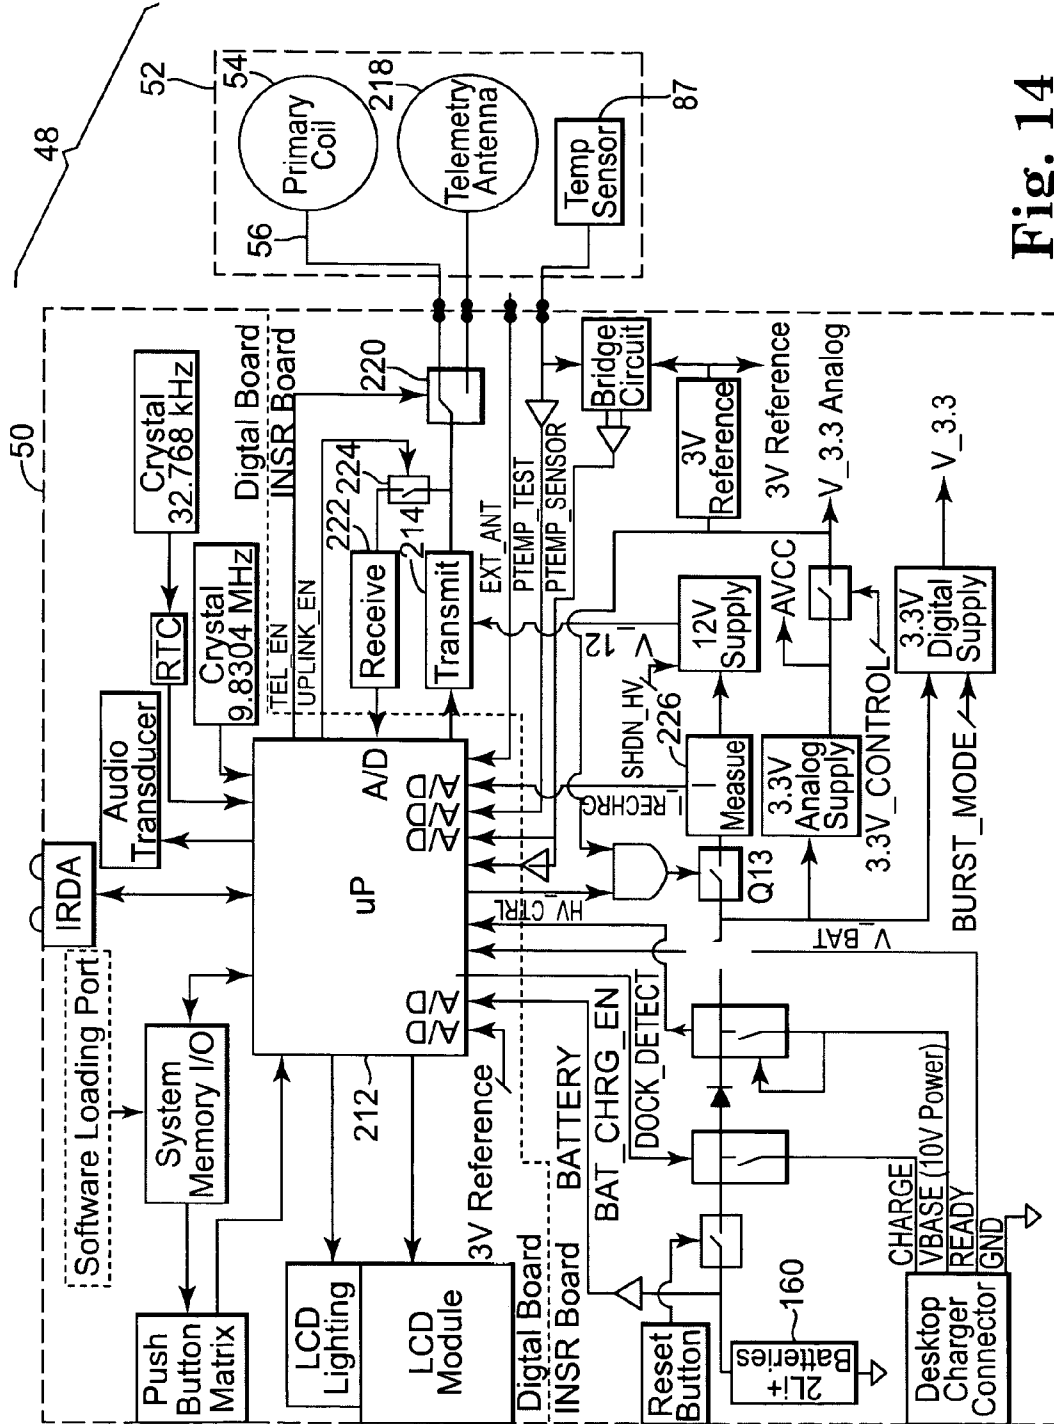 48
50
52
54
Primary
Coil
56
218
Telemetry
Antenna
Temp
Sensor
87
Software Loading Port
IRDA
Audio
Transducer
RTC
Crystal
32.768 kHz
Crystal
9.8304 MHz
Push
Button
Matrix
System
Memory I/O
LCD
Lighting
LCD
Module
212
uP
A/D
A/D
A/D
A/D
A/D
A/D
TEL_EN
UPLINK_EN
Digtal Board
INSR Board
220
222
224
Receive
214
Transmit
EXT_ANT
PTEMP_TEST
PTEMP_SENSOR
Bridge
Circuit
3V
Reference
3V Reference
3V Reference
Digtal Board
INSR Board
BATTERY
BAT_CHRG_EN
DOCK_DETECT
HV_CTRL
I_RECHRG
SHDN_HV
226
V_12
12V
Supply
Measue
Q13
3.3V
Analog
Supply
AVCC
V_3.3 Analog
3.3V_CONTROL
3.3V
Digital
Supply
V_3.3
BURST_MODE
V_BAT
Reset
Button
2Li+
Batteries
160
Desktop
Charger
Connector
CHARGE
VBASE (10V Power)
READY
GND
Fig. 14